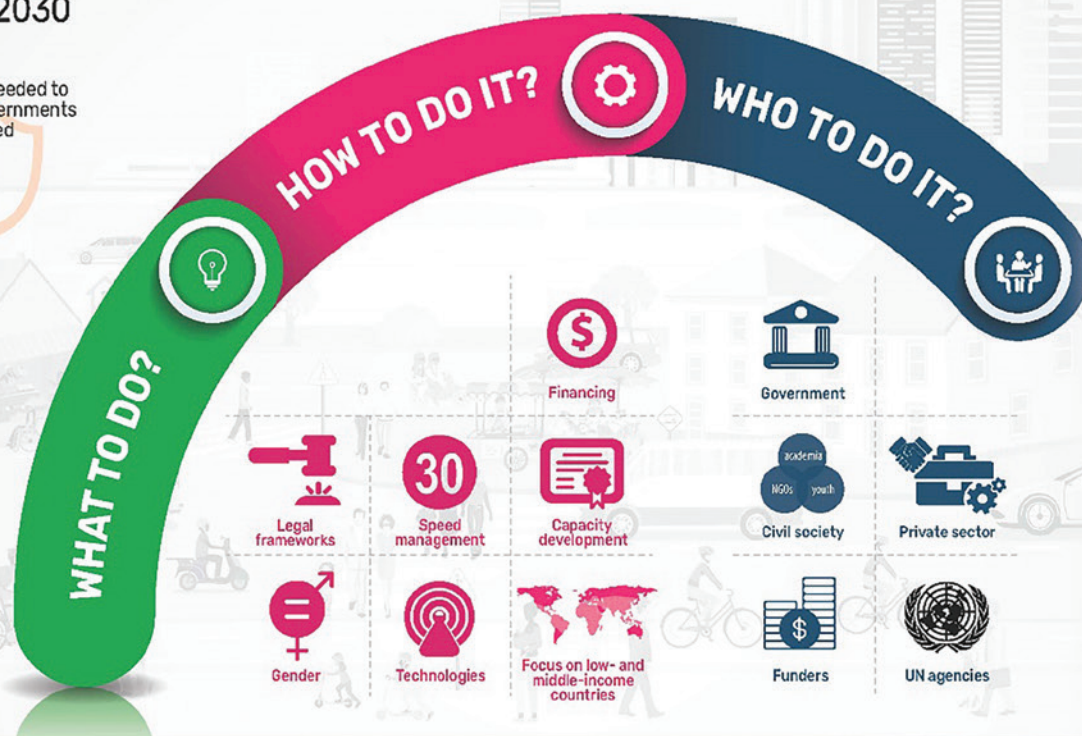 2030
eeded to
ernments
ed
WHAT TO DO?
HOW TO DO IT?
WHO TO DO IT?
$
Financing
30
Legal
frameworks
Speed
management
Capacity
development
Gender
Technologies
Focus on low- and
middle-income
countries
Government
academia
NGOs youth
Civil society
Private sector
$
Funders
UN agencies